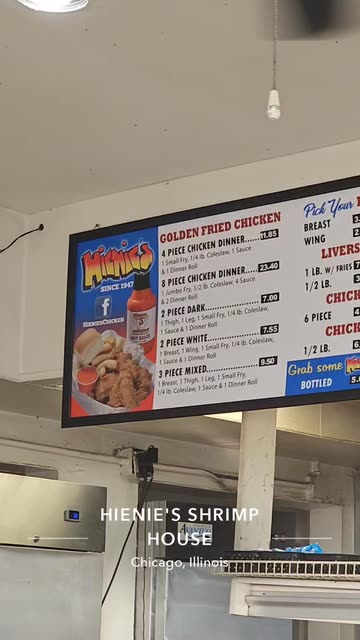 HIENIE'S
SINCE 1947
f
HIENIESCHICKEN
GOLDEN FRIED CHICKEN
4 PIECE CHICKEN DINNER......11.85
1 Small Fry, 1/4 lb. Coleslaw, 1 Sauce
& 1 Dinner Roll
8 PIECE CHICKEN DINNER....23.40
1 Jumbo Fry, 1/2 lb. Coleslaw, 4 Sauce
& 2 Dinner Roll
2 PIECE DARK........................7.00
1 Thigh, 1 Leg, 1 Small Fry, 1/4 lb. Coleslaw,
1 Sauce & 1 Dinner Roll
2 PIECE WHITE.....................7.55
1 Breast, 1 Wing, 1 Small Fry, 1/4 lb. Coleslaw,
1 Sauce & 1 Dinner Roll
3 PIECE MIXED.....................9.50
1 Breast, 1 Thigh, 1 Leg, 1 Small Fry,
1/4 lb. Coleslaw, 1 Sauce & 1 Dinner Roll
Pick Your
BREAST
WING
LIVERS
1 LB. W/ FRIES
1/2 LB.
CHIC
6 PIECE
CHIC
1/2 LB.
Grab some
BOTTLED
HIENIE'S SHRIMP
HOUSE
Chicago, Illinois